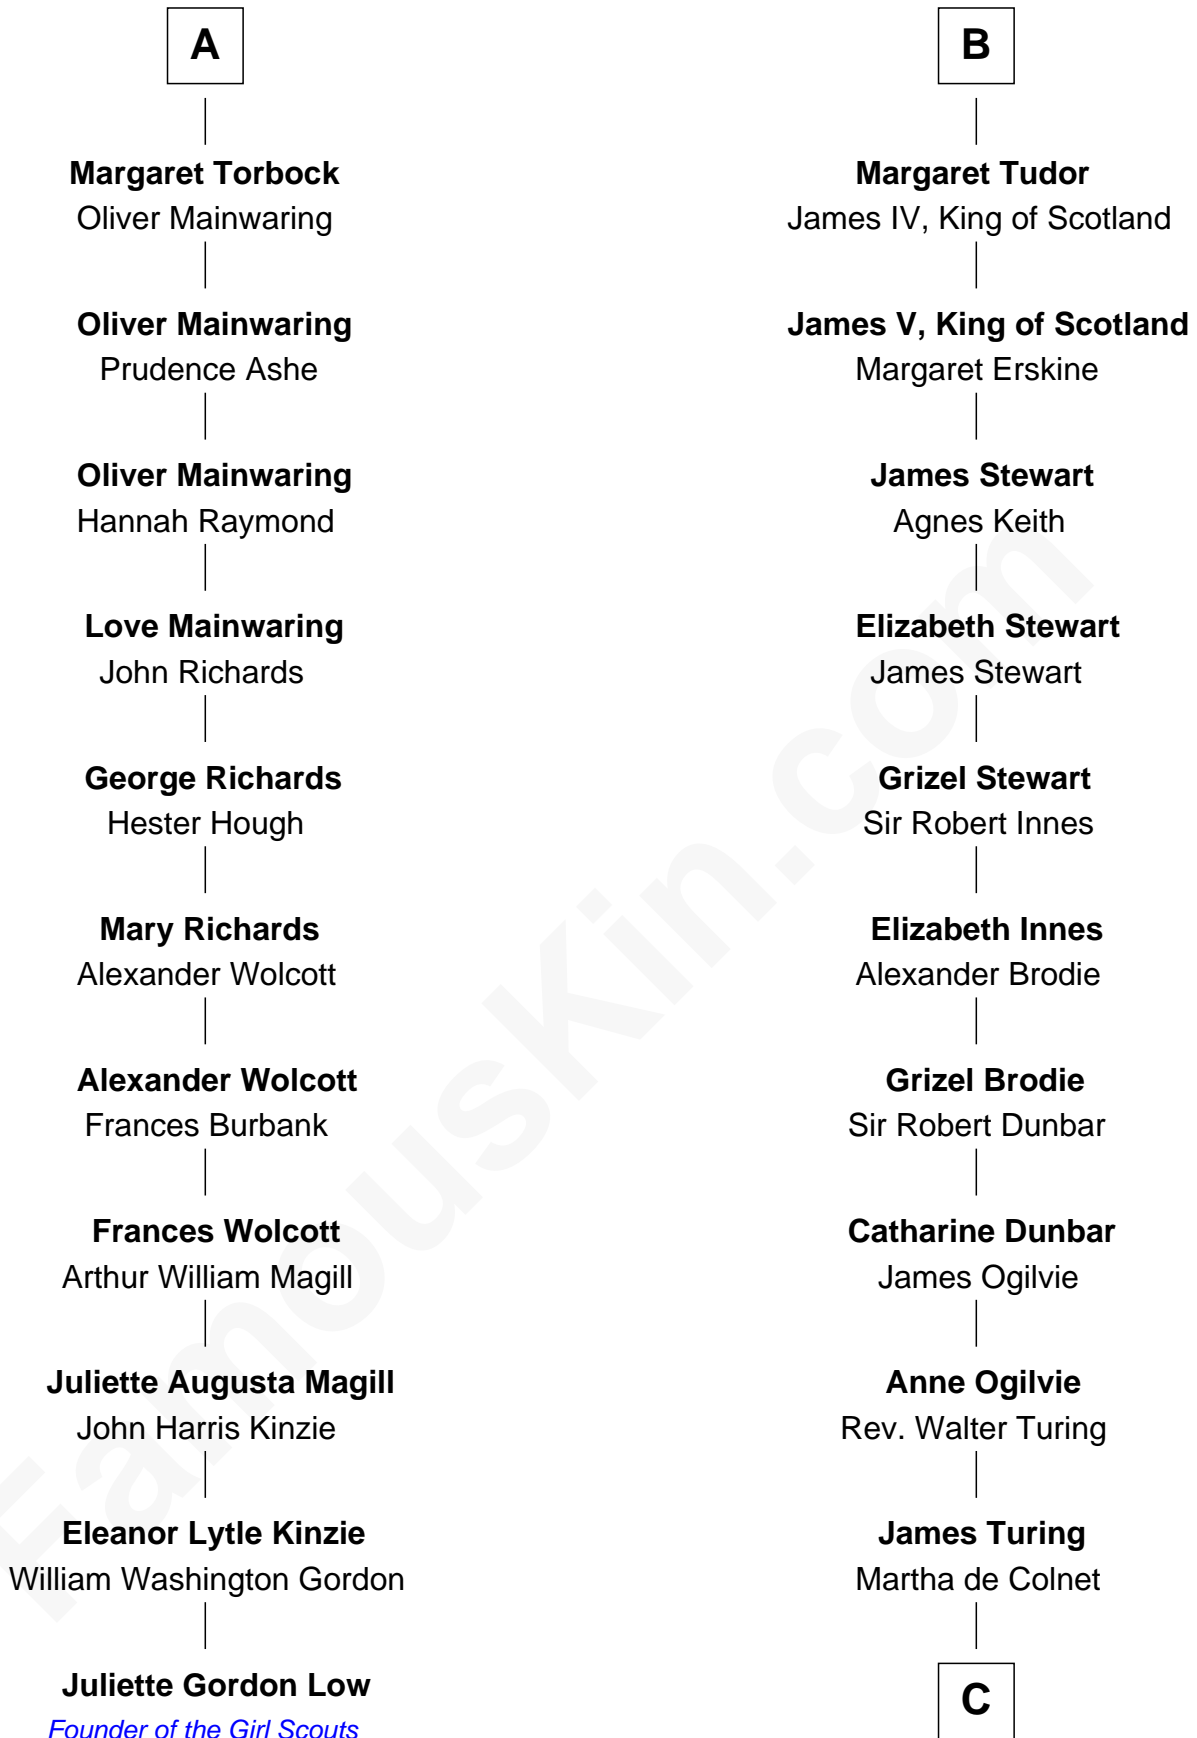 A
Margaret Torbock
Oliver Mainwaring
Oliver Mainwaring
Prudence Ashe
Oliver Mainwaring
Hannah Raymond
Love Mainwaring
John Richards
George Richards
Hester Hough
Mary Richards
Alexander Wolcott
Alexander Wolcott
Frances Burbank
Frances Wolcott
Arthur William Magill
Juliette Augusta Magill
John Harris Kinzie
Eleanor Lytle Kinzie
William Washington Gordon
Juliette Gordon Low
Founder of the Girl Scouts
B
Margaret Tudor
James IV, King of Scotland
James V, King of Scotland
Margaret Erskine
James Stewart
Agnes Keith
Elizabeth Stewart
James Stewart
Grizel Stewart
Sir Robert Innes
Elizabeth Innes
Alexander Brodie
Grizel Brodie
Sir Robert Dunbar
Catharine Dunbar
James Ogilvie
Anne Ogilvie
Rev. Walter Turing
James Turing
Martha de Colnet
C
FamousKin.com